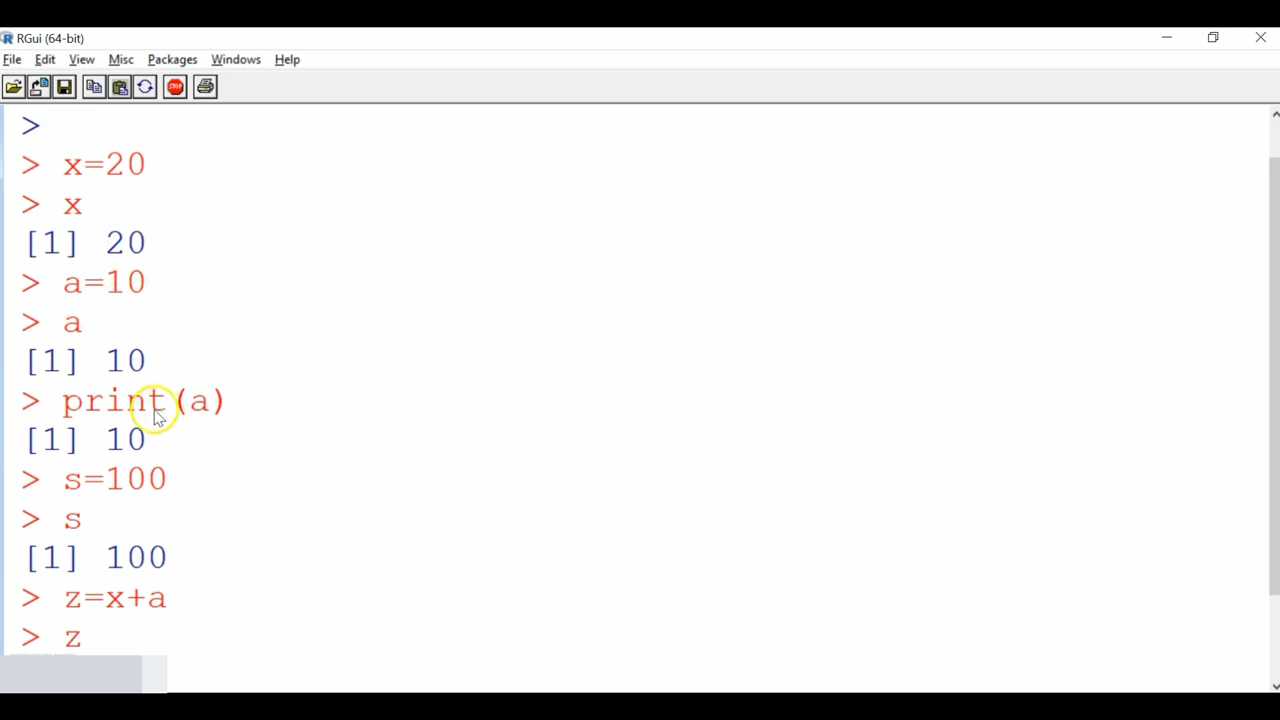 RGui (64-bit)
File Edit View Misc Packages Windows Help
STOP
>
> x=20
> x
[1] 20
> a=10
> a
[1] 10
> print(a)
[1] 10
> s=100
> s
[1] 100
> z=x+a
> z